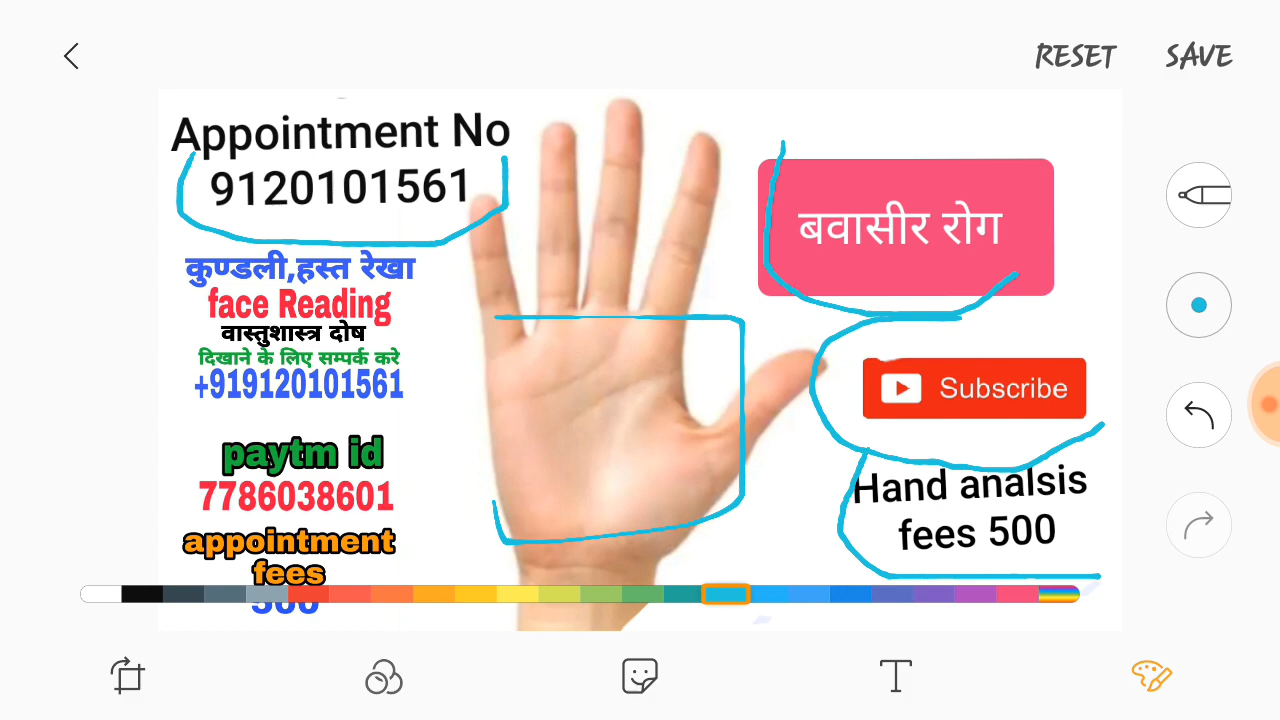 RESET SAVE
Appointment No
9120101561
कुण्डली,हस्त रेखा
face Reading
वास्तुशास्त्र दोष
दिखाने के लिए सम्पर्क करे
+919120101561
paytm id
7786038601
appointment
fees
500
बवासीर रोग
Subscribe
Hand analsis
fees 500
T